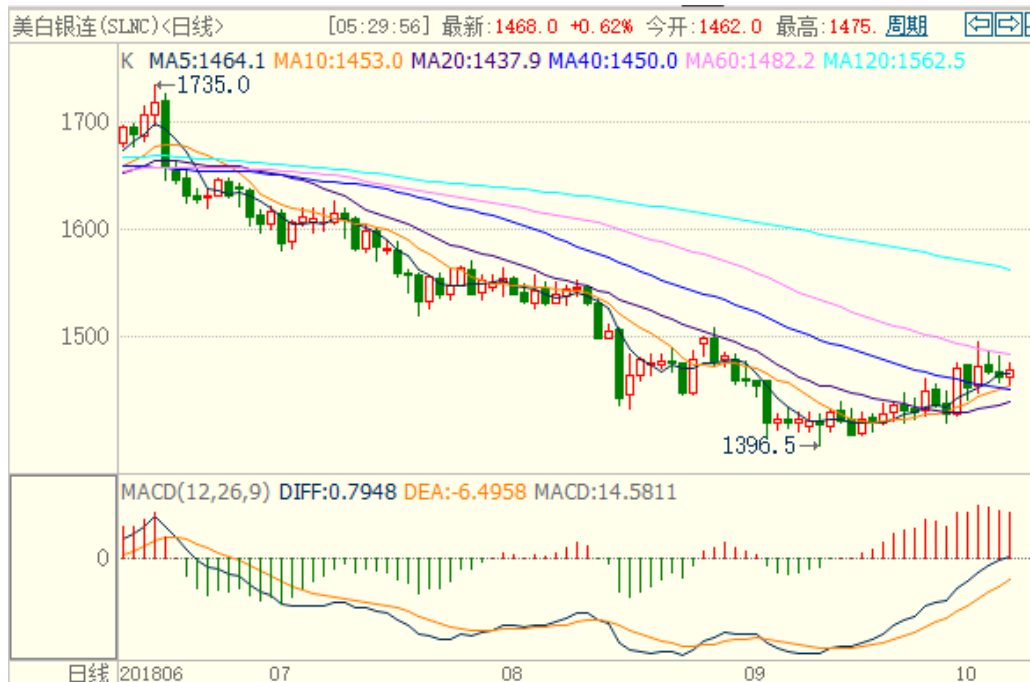 美白银连(SLNC)<日线> [05:29:56] 最新:1468.0 +0.62% 今开:1462.0 最高:1475. 周期
K MA5:1464.1 MA10:1453.0 MA20:1437.9 MA40:1450.0 MA60:1482.2 MA120:1562.5
←1735.0
1700
1600
1500
1396.5→
MACD(12,26,9) DIFF:0.7948 DEA:-6.4958 MACD:14.5811
0
日线 201806 07 08 09 10